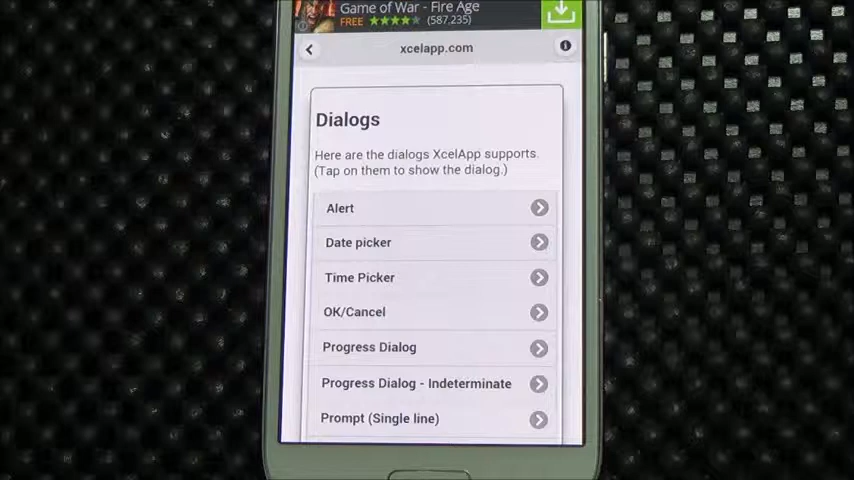 Game of War - Fire Age
FREE (587,235)
xcelapp.com
Dialogs
Here are the dialogs XcelApp supports.
(Tap on them to show the dialog.)
Alert
Date picker
Time Picker
OK/Cancel
Progress Dialog
Progress Dialog - Indeterminate
Prompt (Single line)